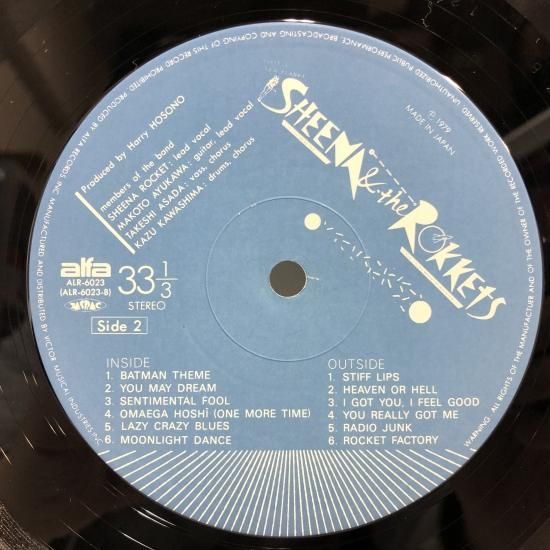 ALL RIGHTS OF THE MANUFACTURER AND OF THE OWNER OF THE RECORDED WORK RESERVED. UNAUTHORIZED PUBLIC PERFORMANCE, BROADCASTING AND COPYING OF THIS RECORD PROHIBITED. PRODUCED BY ALFA RECORDS INC. MANUFACTURED AND DISTRIBUTED BY VICTOR MUSICAL INDUSTRIES, INC.
WARNING.
SHEENA
& the
ROKKETS
Ⓟ 1979
MADE IN JAPAN
Produced by Harry HOSONO
members of the band
SHEENA ROCKET: lead vocal
MAKOTO AYUKAWA: guitar, lead vocal
TAKESHI ASADA: vass, chorus
KAZU KAWASHIMA: drums, chorus
alfa
ALR-6023
(ALR-6023-B)
33 1/3
STEREO
Side 2
INSIDE
1. BATMAN THEME
2. YOU MAY DREAM
3. SENTIMENTAL FOOL
4. OMAEGA HOSHİ (ONE MORE TIME)
5. LAZY CRAZY BLUES
6. MOONLIGHT DANCE
OUTSIDE
1. STIFF LIPS
2. HEAVEN OR HELL
3. I GOT YOU, I FEEL GOOD
4. YOU REALLY GOT ME
5. RADIO JUNK
6. ROCKET FACTORY